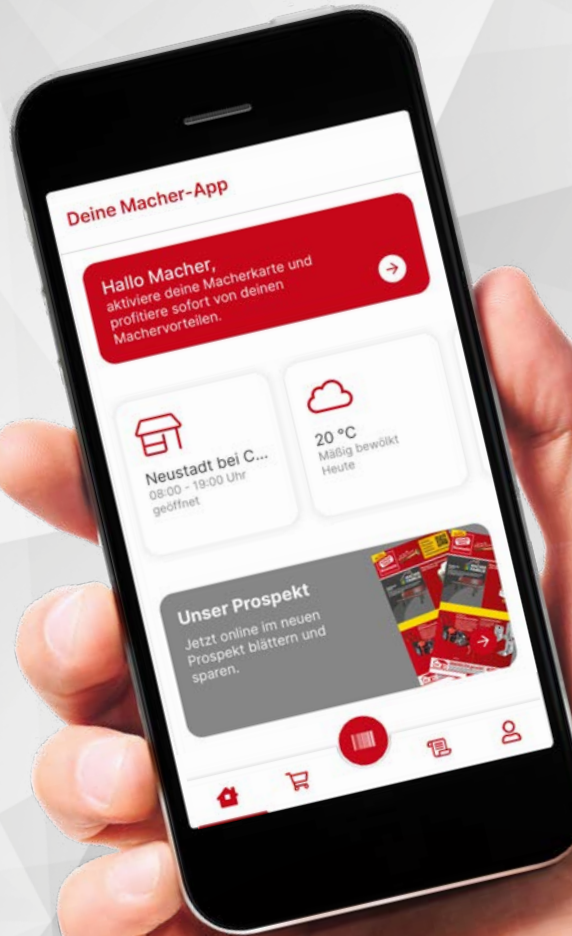 Deine Macher-App
Hallo Macher,
aktiviere deine Macherkarte und
profitiere sofort von deinen
Machervorteilen.
Neustadt bei C...
08:00 - 19:00 Uhr
geöffnet
20 °C
Mäßig bewölkt
Heute
Unser Prospekt
Jetzt online im neuen
Prospekt blättern und
sparen.